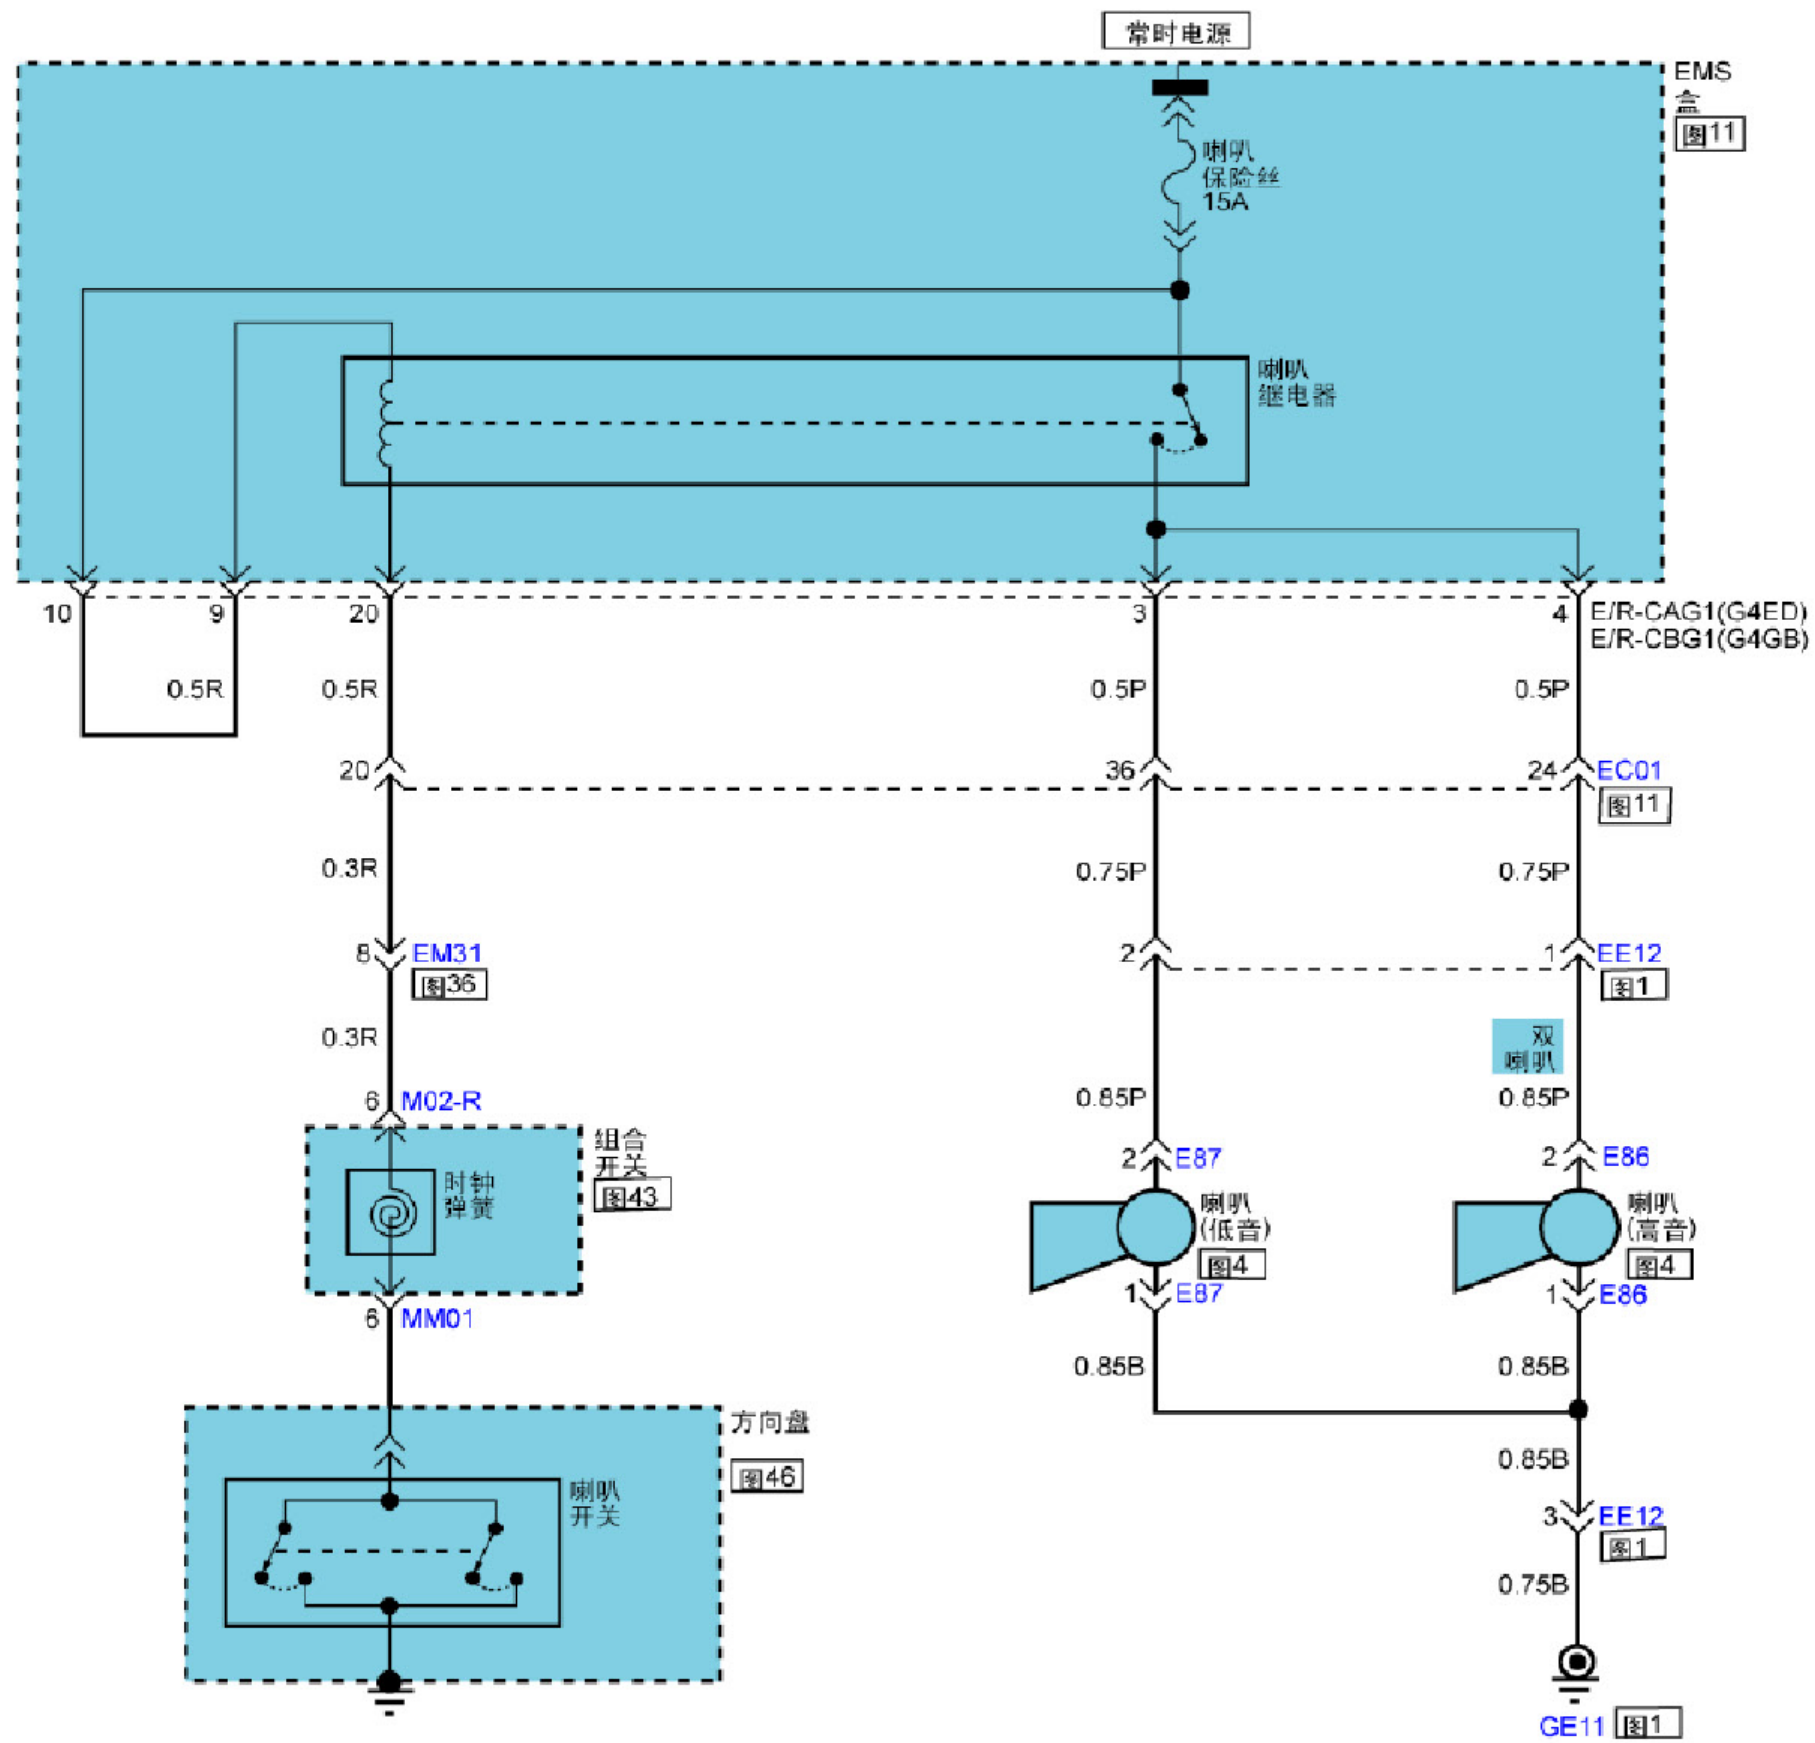 常时电源
EMS
盒
图11
喇叭
保险丝
15A
喇叭
继电器
10
9
20
3
4
E/R-CAG1(G4ED)
E/R-CBG1(G4GB)
0.5R
0.5R
0.5P
0.5P
20
36
24
EC01
图11
0.3R
0.75P
0.75P
8
EM31
图36
2
1
EE12
图1
0.3R
双
喇叭
0.85P
0.85P
6
M02-R
组合
开关
图43
时钟
弹簧
2
E87
2
E86
喇叭
(低音)
图4
喇叭
(高音)
图4
1
E87
1
E86
6
MM01
0.85B
0.85B
方向盘
图46
喇叭
开关
0.85B
3
EE12
图1
0.75B
GE11
图1